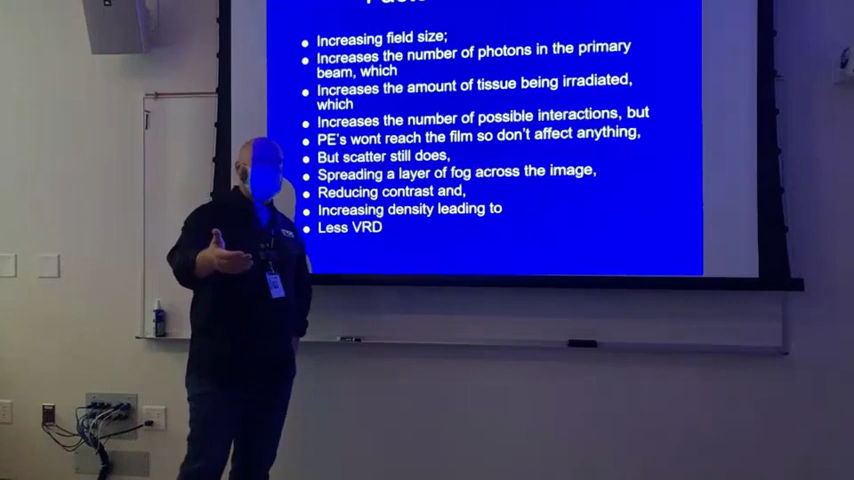 Increasing field size;
Increases the number of photons in the primary
beam, which
Increases the amount of tissue being irradiated,
which
Increases the number of possible interactions, but
PE's wont reach the film so don't affect anything,
But scatter still does,
Spreading a layer of fog across the image,
Reducing contrast and,
Increasing density leading to
Less VRD